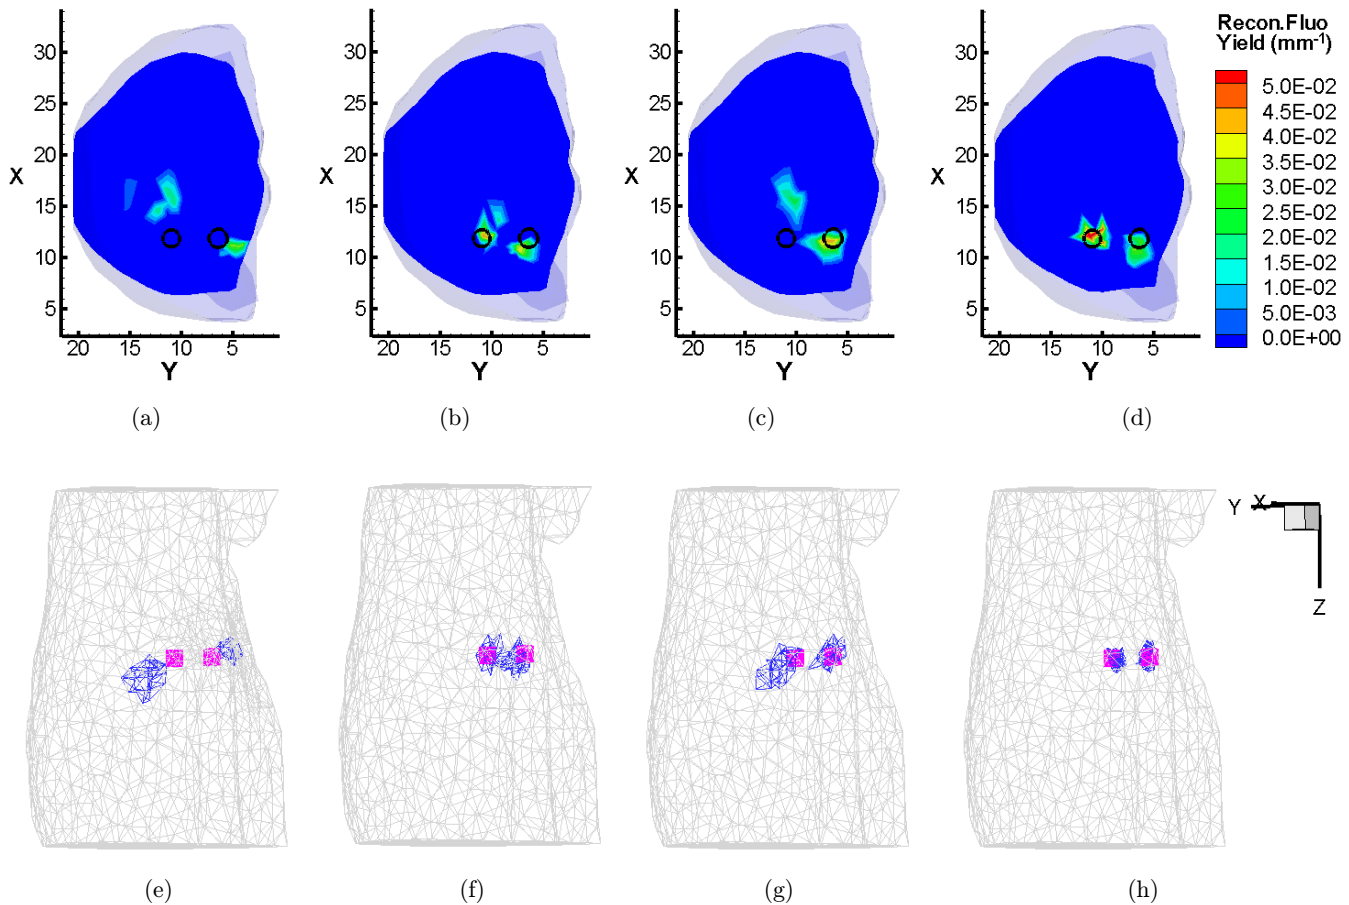 Recon.Fluo
Yield (mm-1)
30
25
20
15
10
5
X
20 15 10 5
Y
30
25
20
15
10
5
X
20 15 10 5
Y
30
25
20
15
10
5
X
20 15 10 5
Y
30
25
20
15
10
5
X
20 15 10 5
Y
5.0E-02
4.5E-02
4.0E-02
3.5E-02
3.0E-02
2.5E-02
2.0E-02
1.5E-02
1.0E-02
5.0E-03
0.0E+00
(a) (b) (c) (d)
Y X
Z
(e) (f) (g) (h)